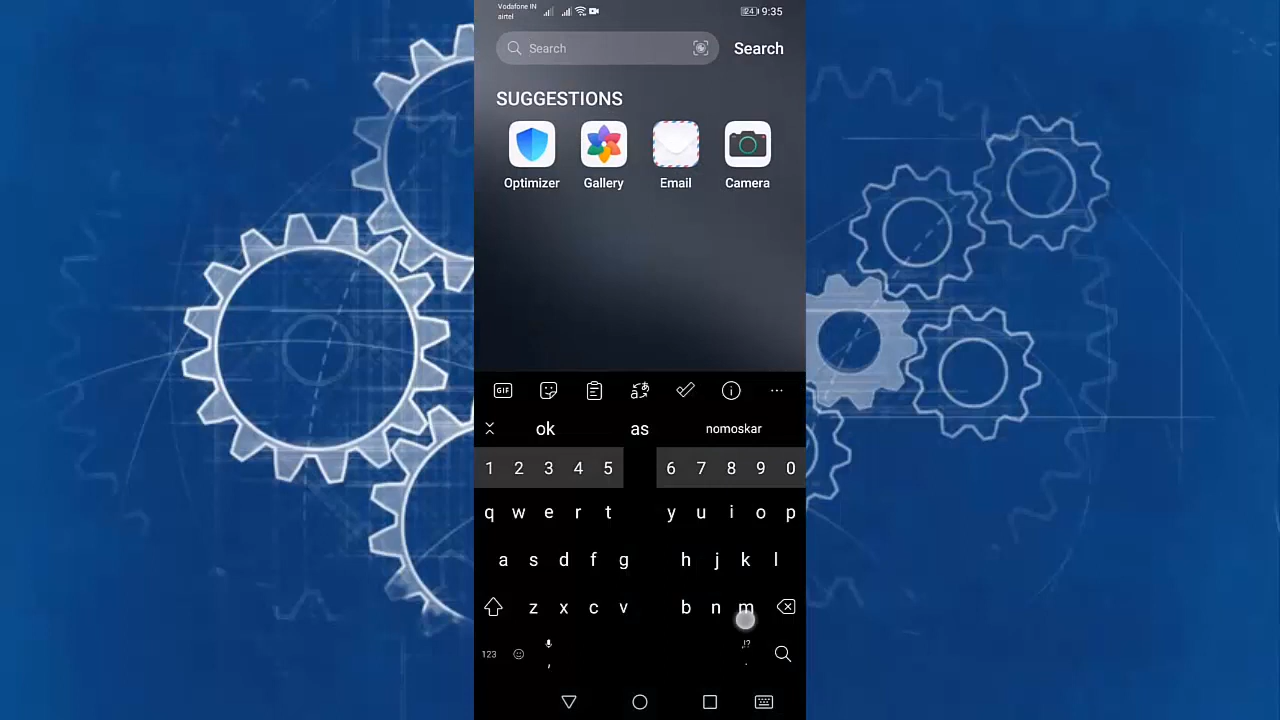 Vodafone IN
airtel
24 9:35
Search Search
SUGGESTIONS
Optimizer Gallery Email Camera
GIF
ok as nomoskar
1 2 3 4 5 6 7 8 9 0
q w e r t y u i o p
a s d f g h j k l
z x c v b n m
123 , !? .